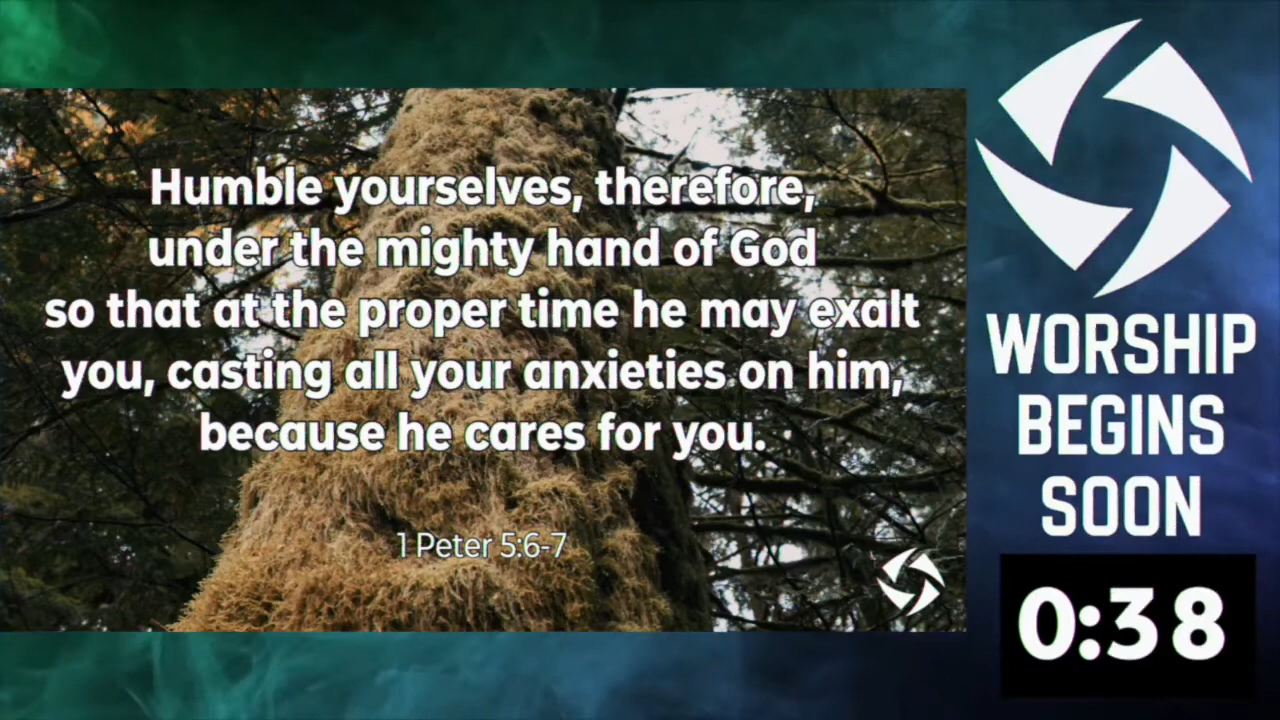 Humble yourselves, therefore,
under the mighty hand of God
so that at the proper time he may exalt
you, casting all your anxieties on him,
because he cares for you.
1 Peter 5:6-7
WORSHIP
BEGINS
SOON
0:38